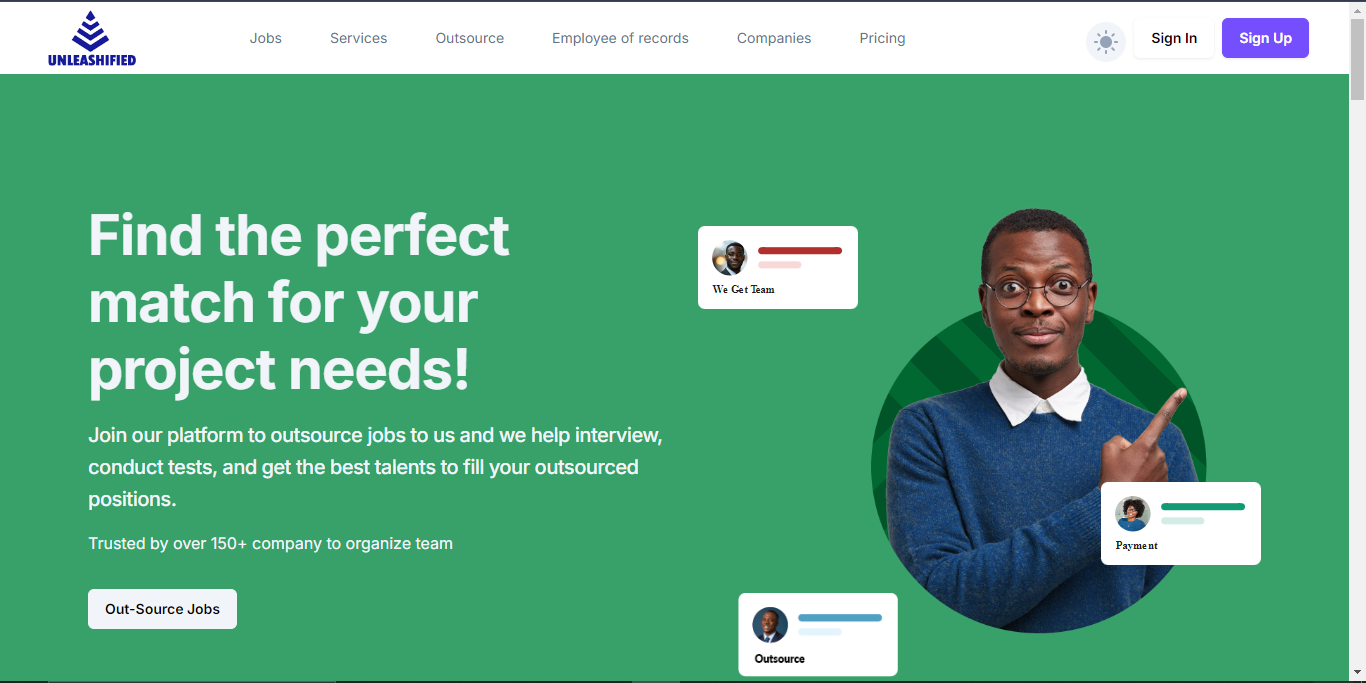 UNLEASHIFIED
Jobs
Services
Outsource
Employee of records
Companies
Pricing
Sign In
Sign Up
Find the perfect
match for your
project needs!
Join our platform to outsource jobs to us and we help interview,
conduct tests, and get the best talents to fill your outsourced
positions.
Trusted by over 150+ company to organize team
Out-Source Jobs
We Get Team
Payment
Outsource